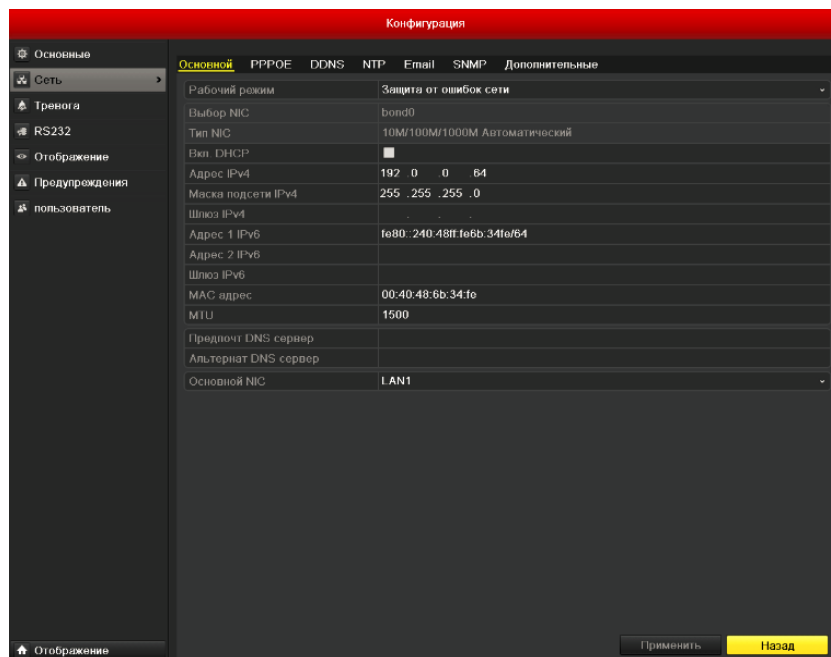 Конфигурация
Основные
Сеть
Тревога
RS232
Отображение
Предупреждения
пользователь
Отображение
Основной PPPOE DDNS NTP Email SNMP Дополнительные
Рабочий режим Защита от ошибок сети
Выбор NIC bond0
Тип NIC 10M/100M/1000M Автоматический
Вкл. DHCP
Адрес IPv4 192 .0 .0 .64
Маска подсети IPv4 255 .255 .255 .0
Шлюз IPv4 . . .
Адрес 1 IPv6 fe80::240:48ff:fe6b:34fe/64
Адрес 2 IPv6
Шлюз IPv6
MAC адрес 00:40:48:6b:34:fe
MTU 1500
Предпочт DNS сервер
Альтернат DNS сервер
Основной NIC LAN1
Применить Назад